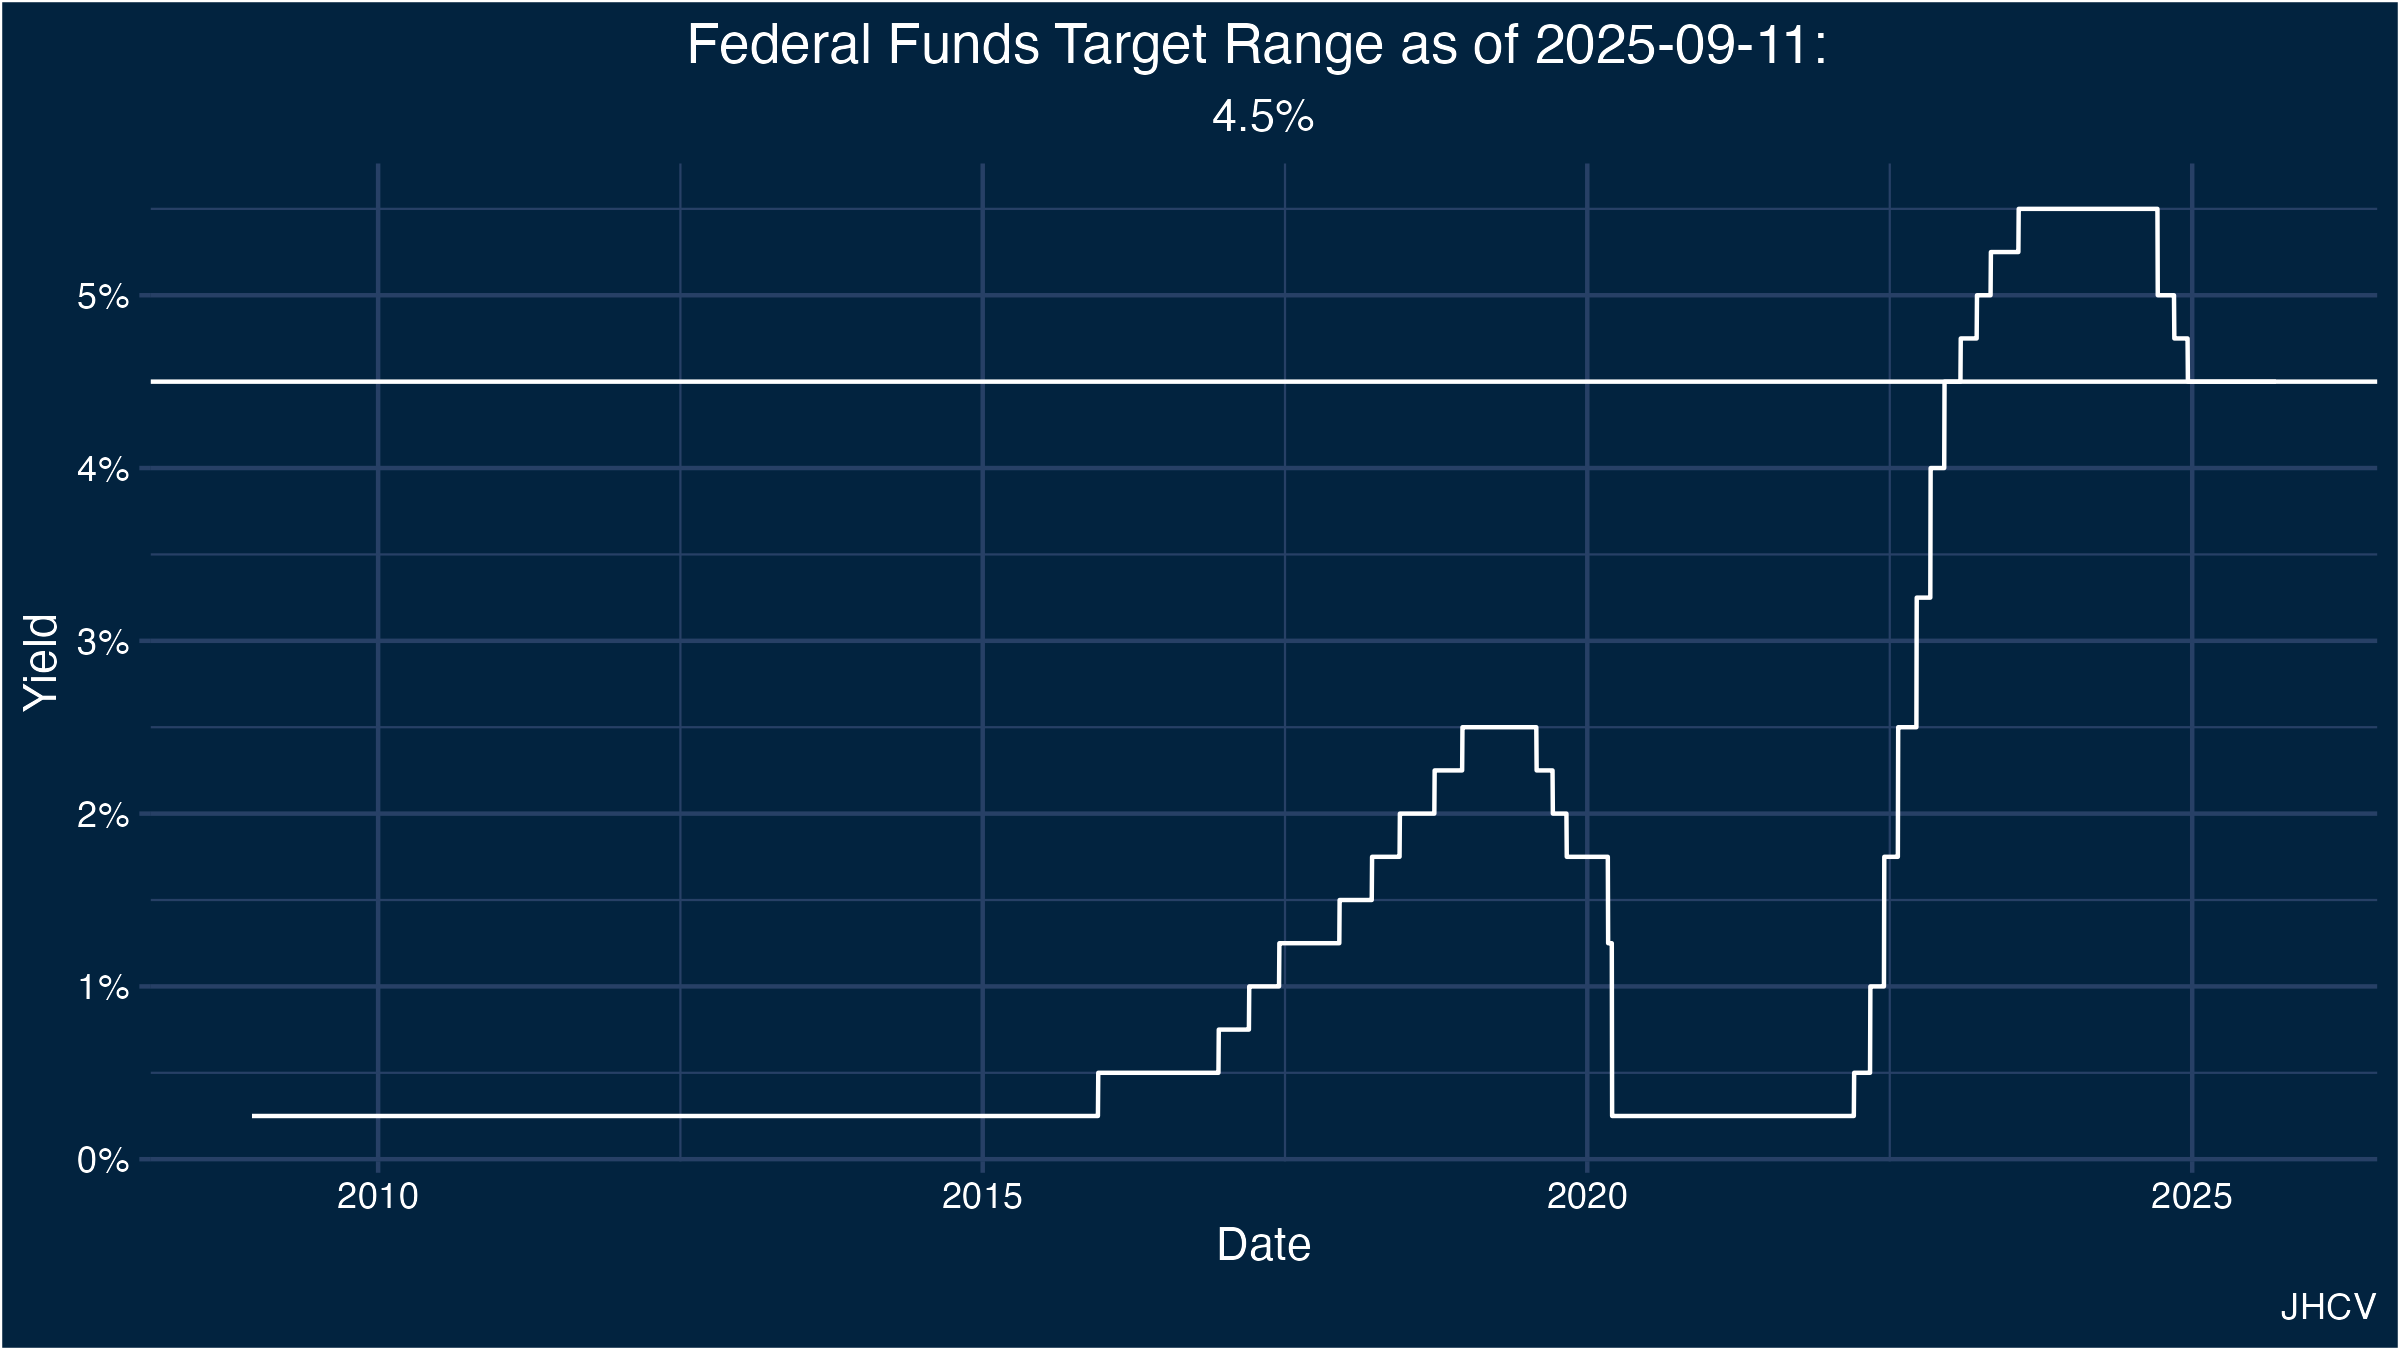 Federal Funds Target Range as of 2025-09-11:
4.5%
5%
4%
3%
2%
1%
0%
Yield
2010
2015
2020
2025
Date
JHCV